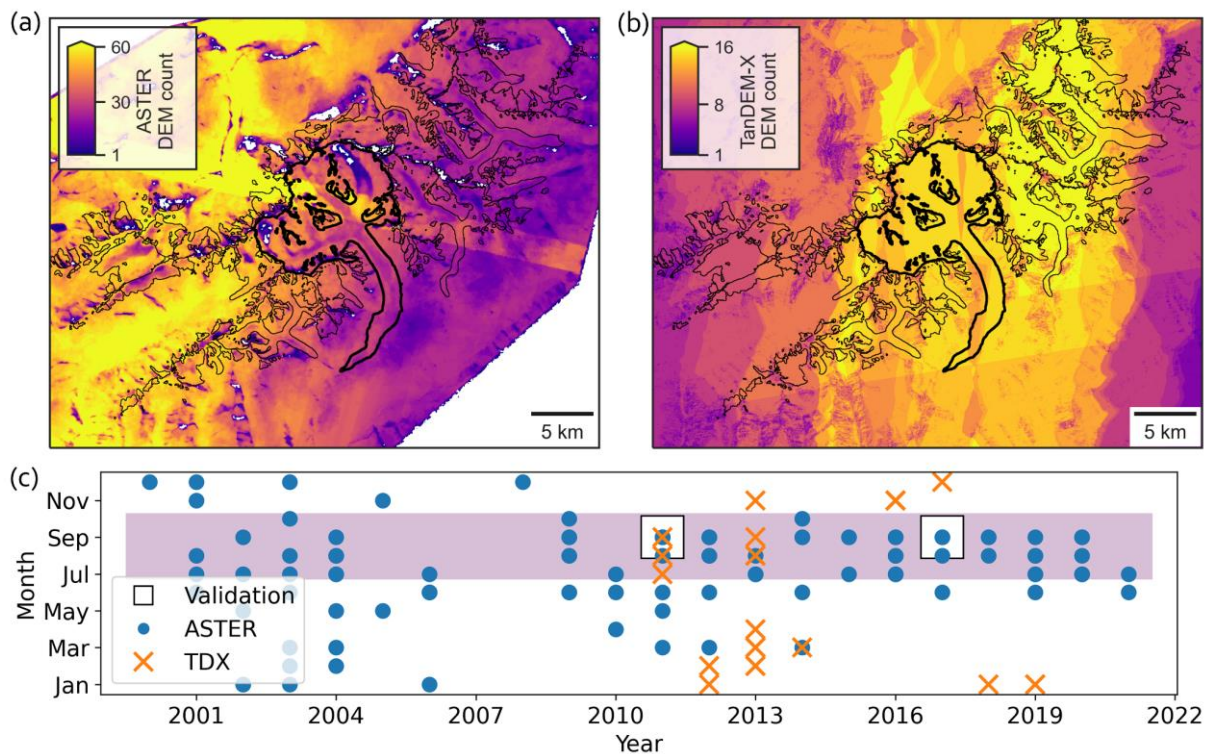 (a)
60
30
1
ASTER
DEM count
5 km
(b)
16
8
1
TanDEM-X
DEM count
5 km
(c)
Nov
Sep
Jul
May
Mar
Jan
Month
Validation
ASTER
TDX
2001
2004
2007
2010
2013
2016
2019
2022
Year